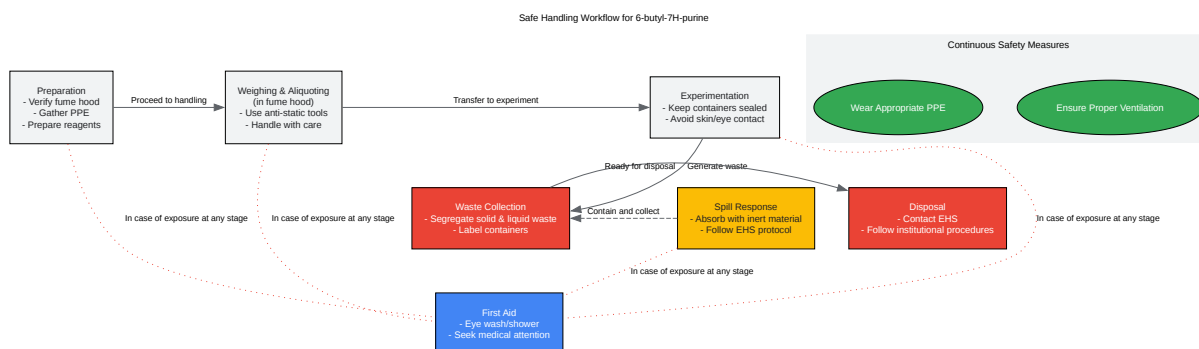 Safe Handling Workflow for 6-butyl-7H-purine
Continuous Safety Measures
Preparation
- Verify fume hood
- Gather PPE
- Prepare reagents
Proceed to handling
Weighing & Aliquoting
(in fume hood)
- Use anti-static tools
- Handle with care
Transfer to experiment
Experimentation
- Keep containers sealed
- Avoid skin/eye contact
Wear Appropriate PPE
Ensure Proper Ventilation
Ready for disposal
Generate waste
Waste Collection
- Segregate solid & liquid waste
- Label containers
Contain and collect
Spill Response
- Absorb with inert material
- Follow EHS protocol
Disposal
- Contact EHS
- Follow institutional procedures
In case of exposure at any stage
In case of exposure at any stage
In case of exposure at any stage
In case of exposure at any stage
First Aid
- Eye wash/shower
- Seek medical attention